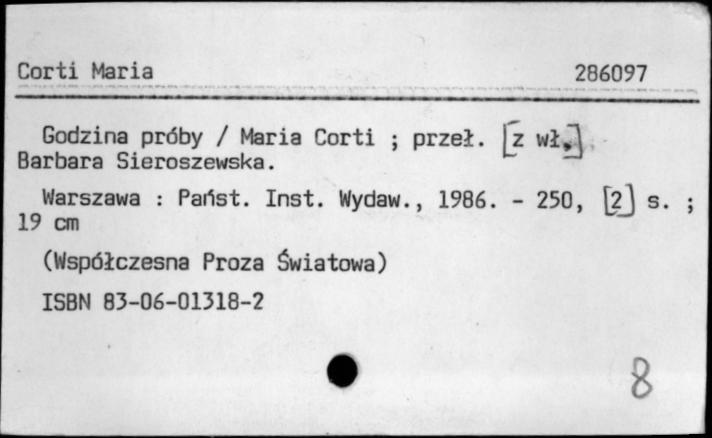 Corti Maria 286097
Godzina próby / Maria Corti ; przeł. [z wł.]
Barbara Sieroszewska.
Warszawa : Państ. Inst. Wydaw., 1986. - 250, [2] s. ;
19 cm
(Współczesna Proza Światowa)
ISBN 83-06-01318-2
8